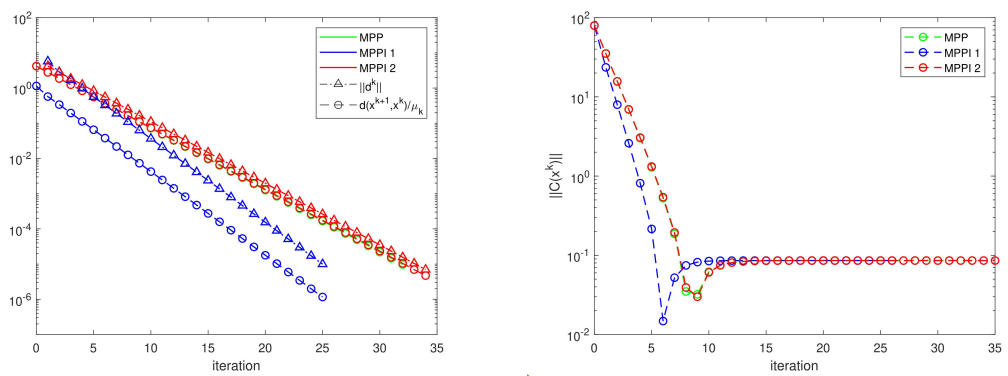 10^2
10^0
10^-2
10^-4
10^-6
0 5 10 15 20 25 30 35
iteration
MPP
MPPI 1
MPPI 2
||d^k||
d(x^{k+1},x^k)/μ_k
||C(x^k)||
10^2
10^1
10^0
10^-1
10^-2
0 5 10 15 20 25 30 35
iteration
MPP
MPPI 1
MPPI 2